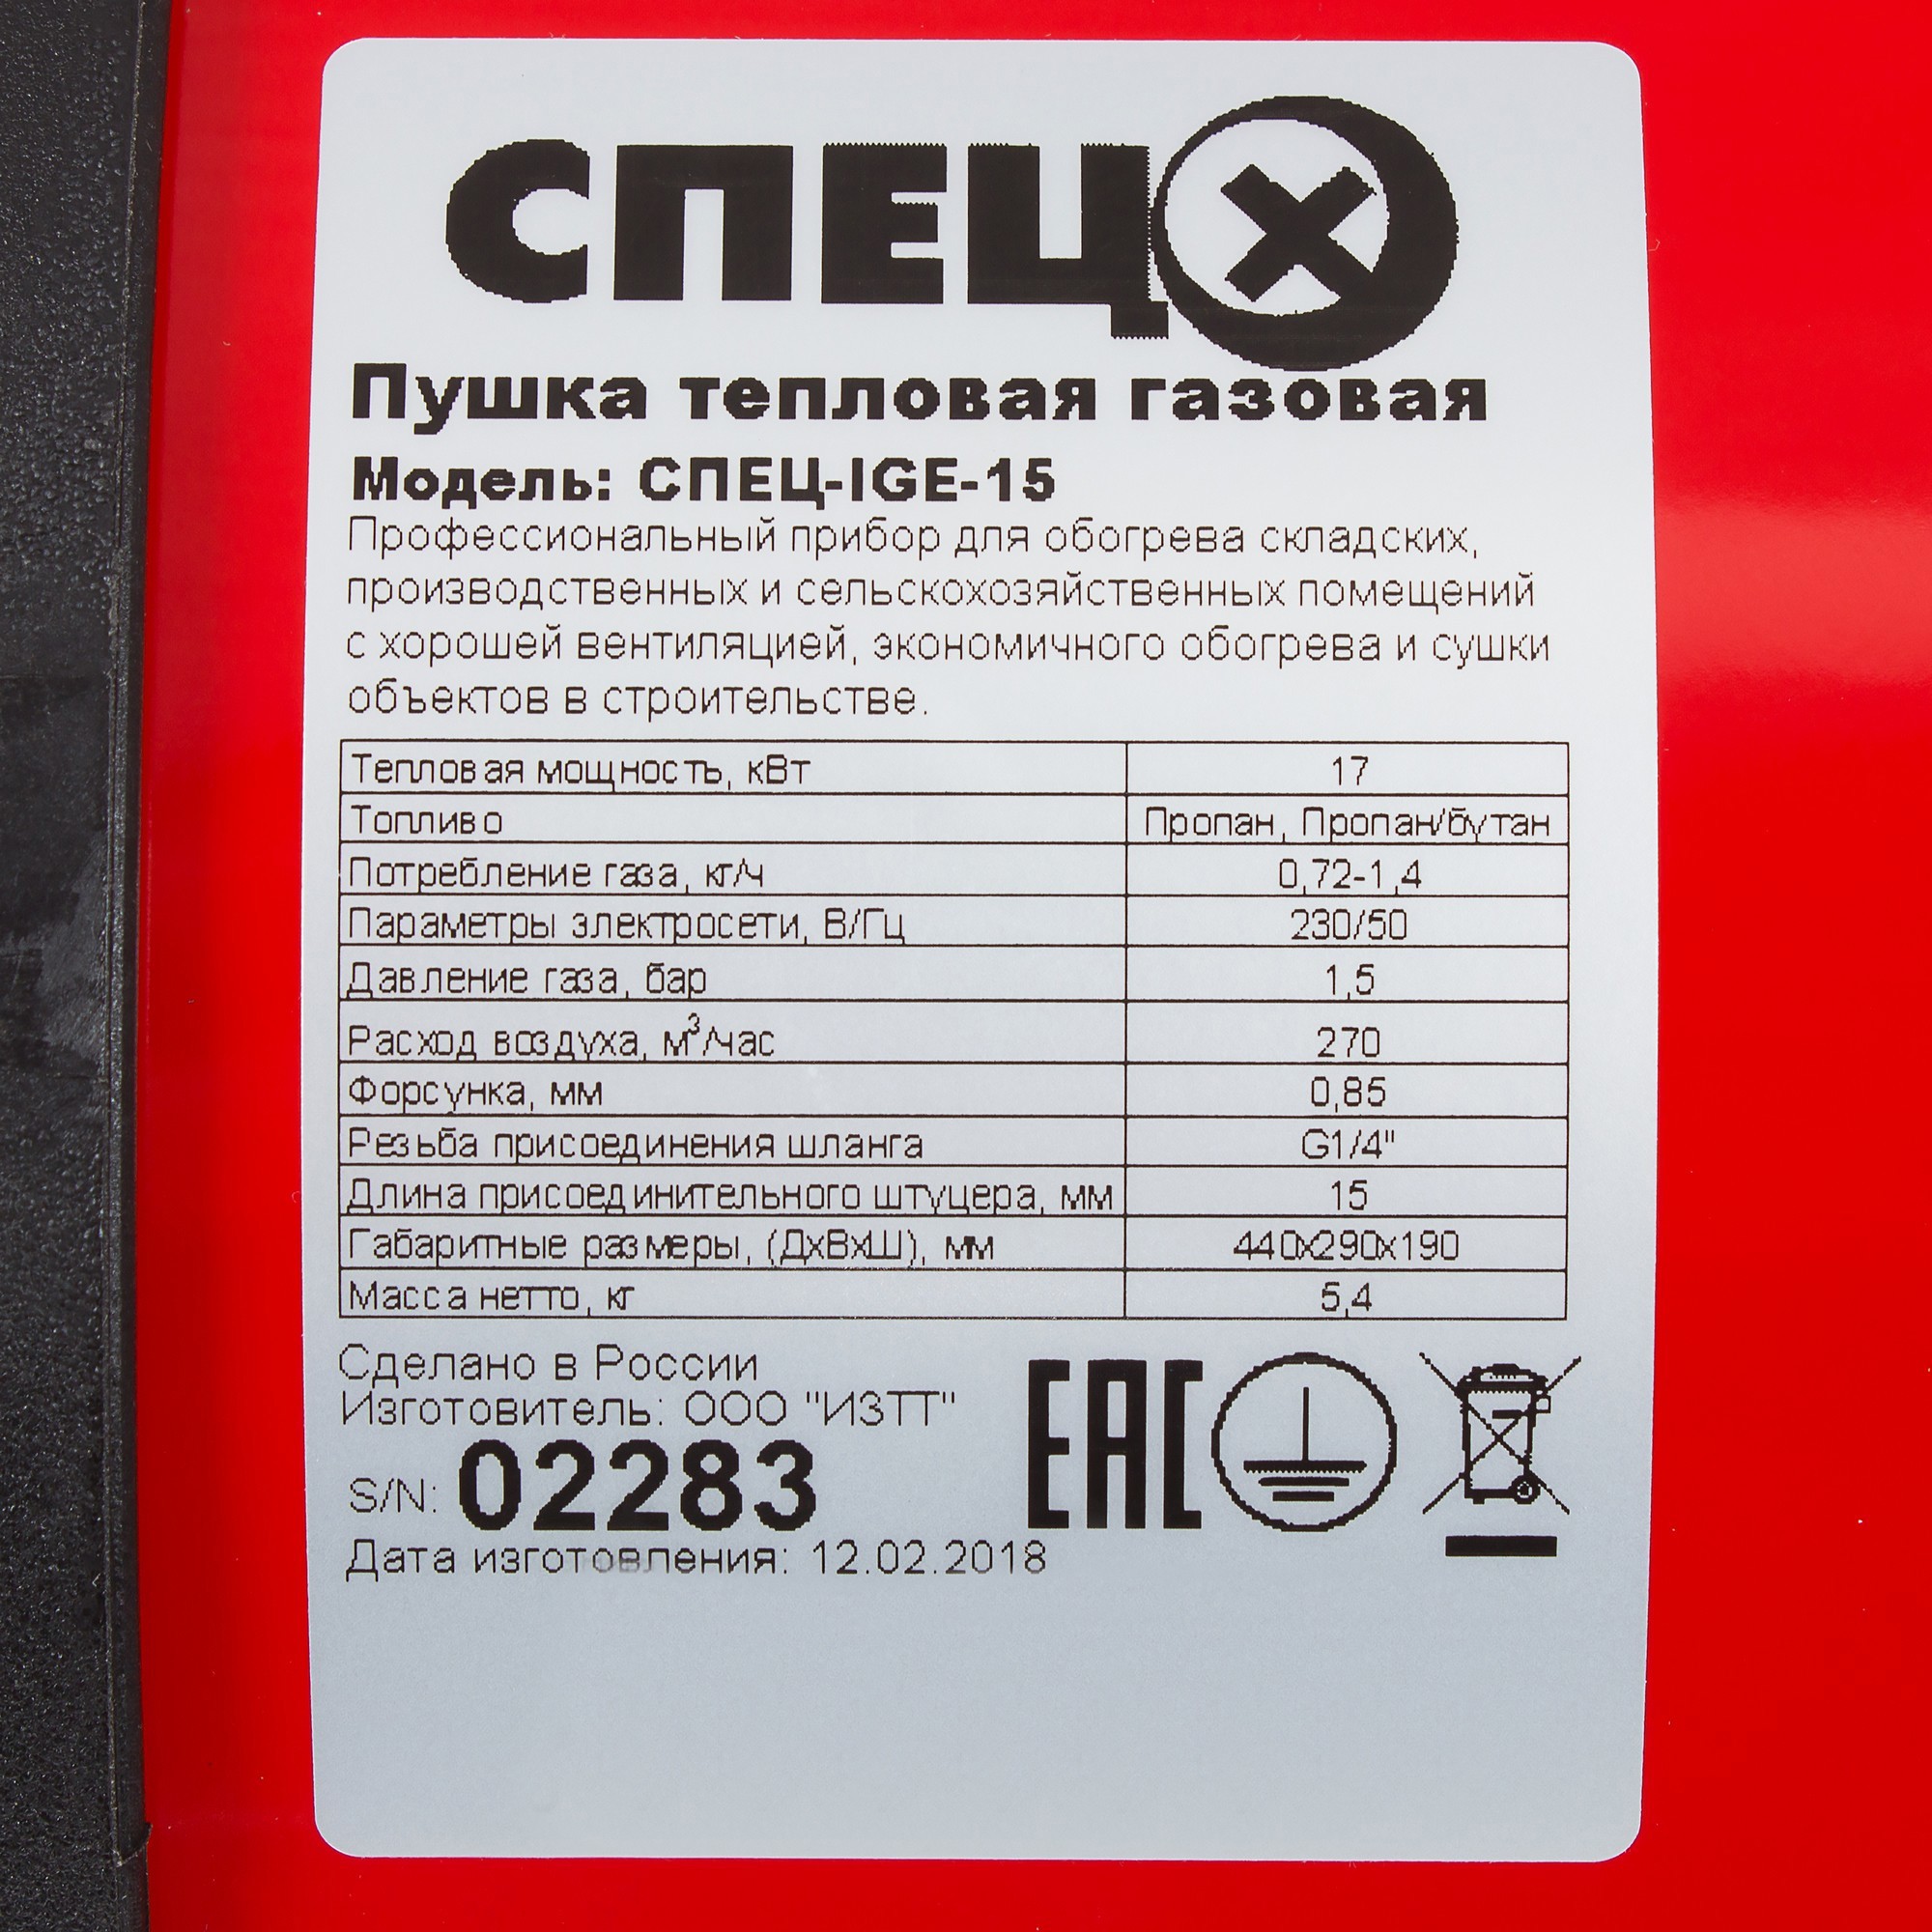 СПЕЦ X
Пушка тепловая газовая
Модель: СПЕЦ-IGE-15
Профессиональный прибор для обогрева складских,
производственных и сельскохозяйственных помещений
с хорошей вентиляцией, экономичного обогрева и сушки
объектов в строительстве.
Тепловая мощность, кВт 17
Топливо Пропан, Пропан/бутан
Потребление газа, кг/ч 0,72-1,4
Параметры электросети, В/Гц 230/50
Давление газа, бар 1,5
Расход воздуха, м³/час 270
Форсунка, мм 0,85
Резьба присоединения шланга G1/4"
Длина присоединительного штуцера, мм 15
Габаритные размеры, (ДхВхШ), мм 440х290х190
Масса нетто, кг 5,4
Сделано в России
Изготовитель: ООО "ИЗТТ"
S/N: 02283
EAC
Дата изготовления: 12.02.2018